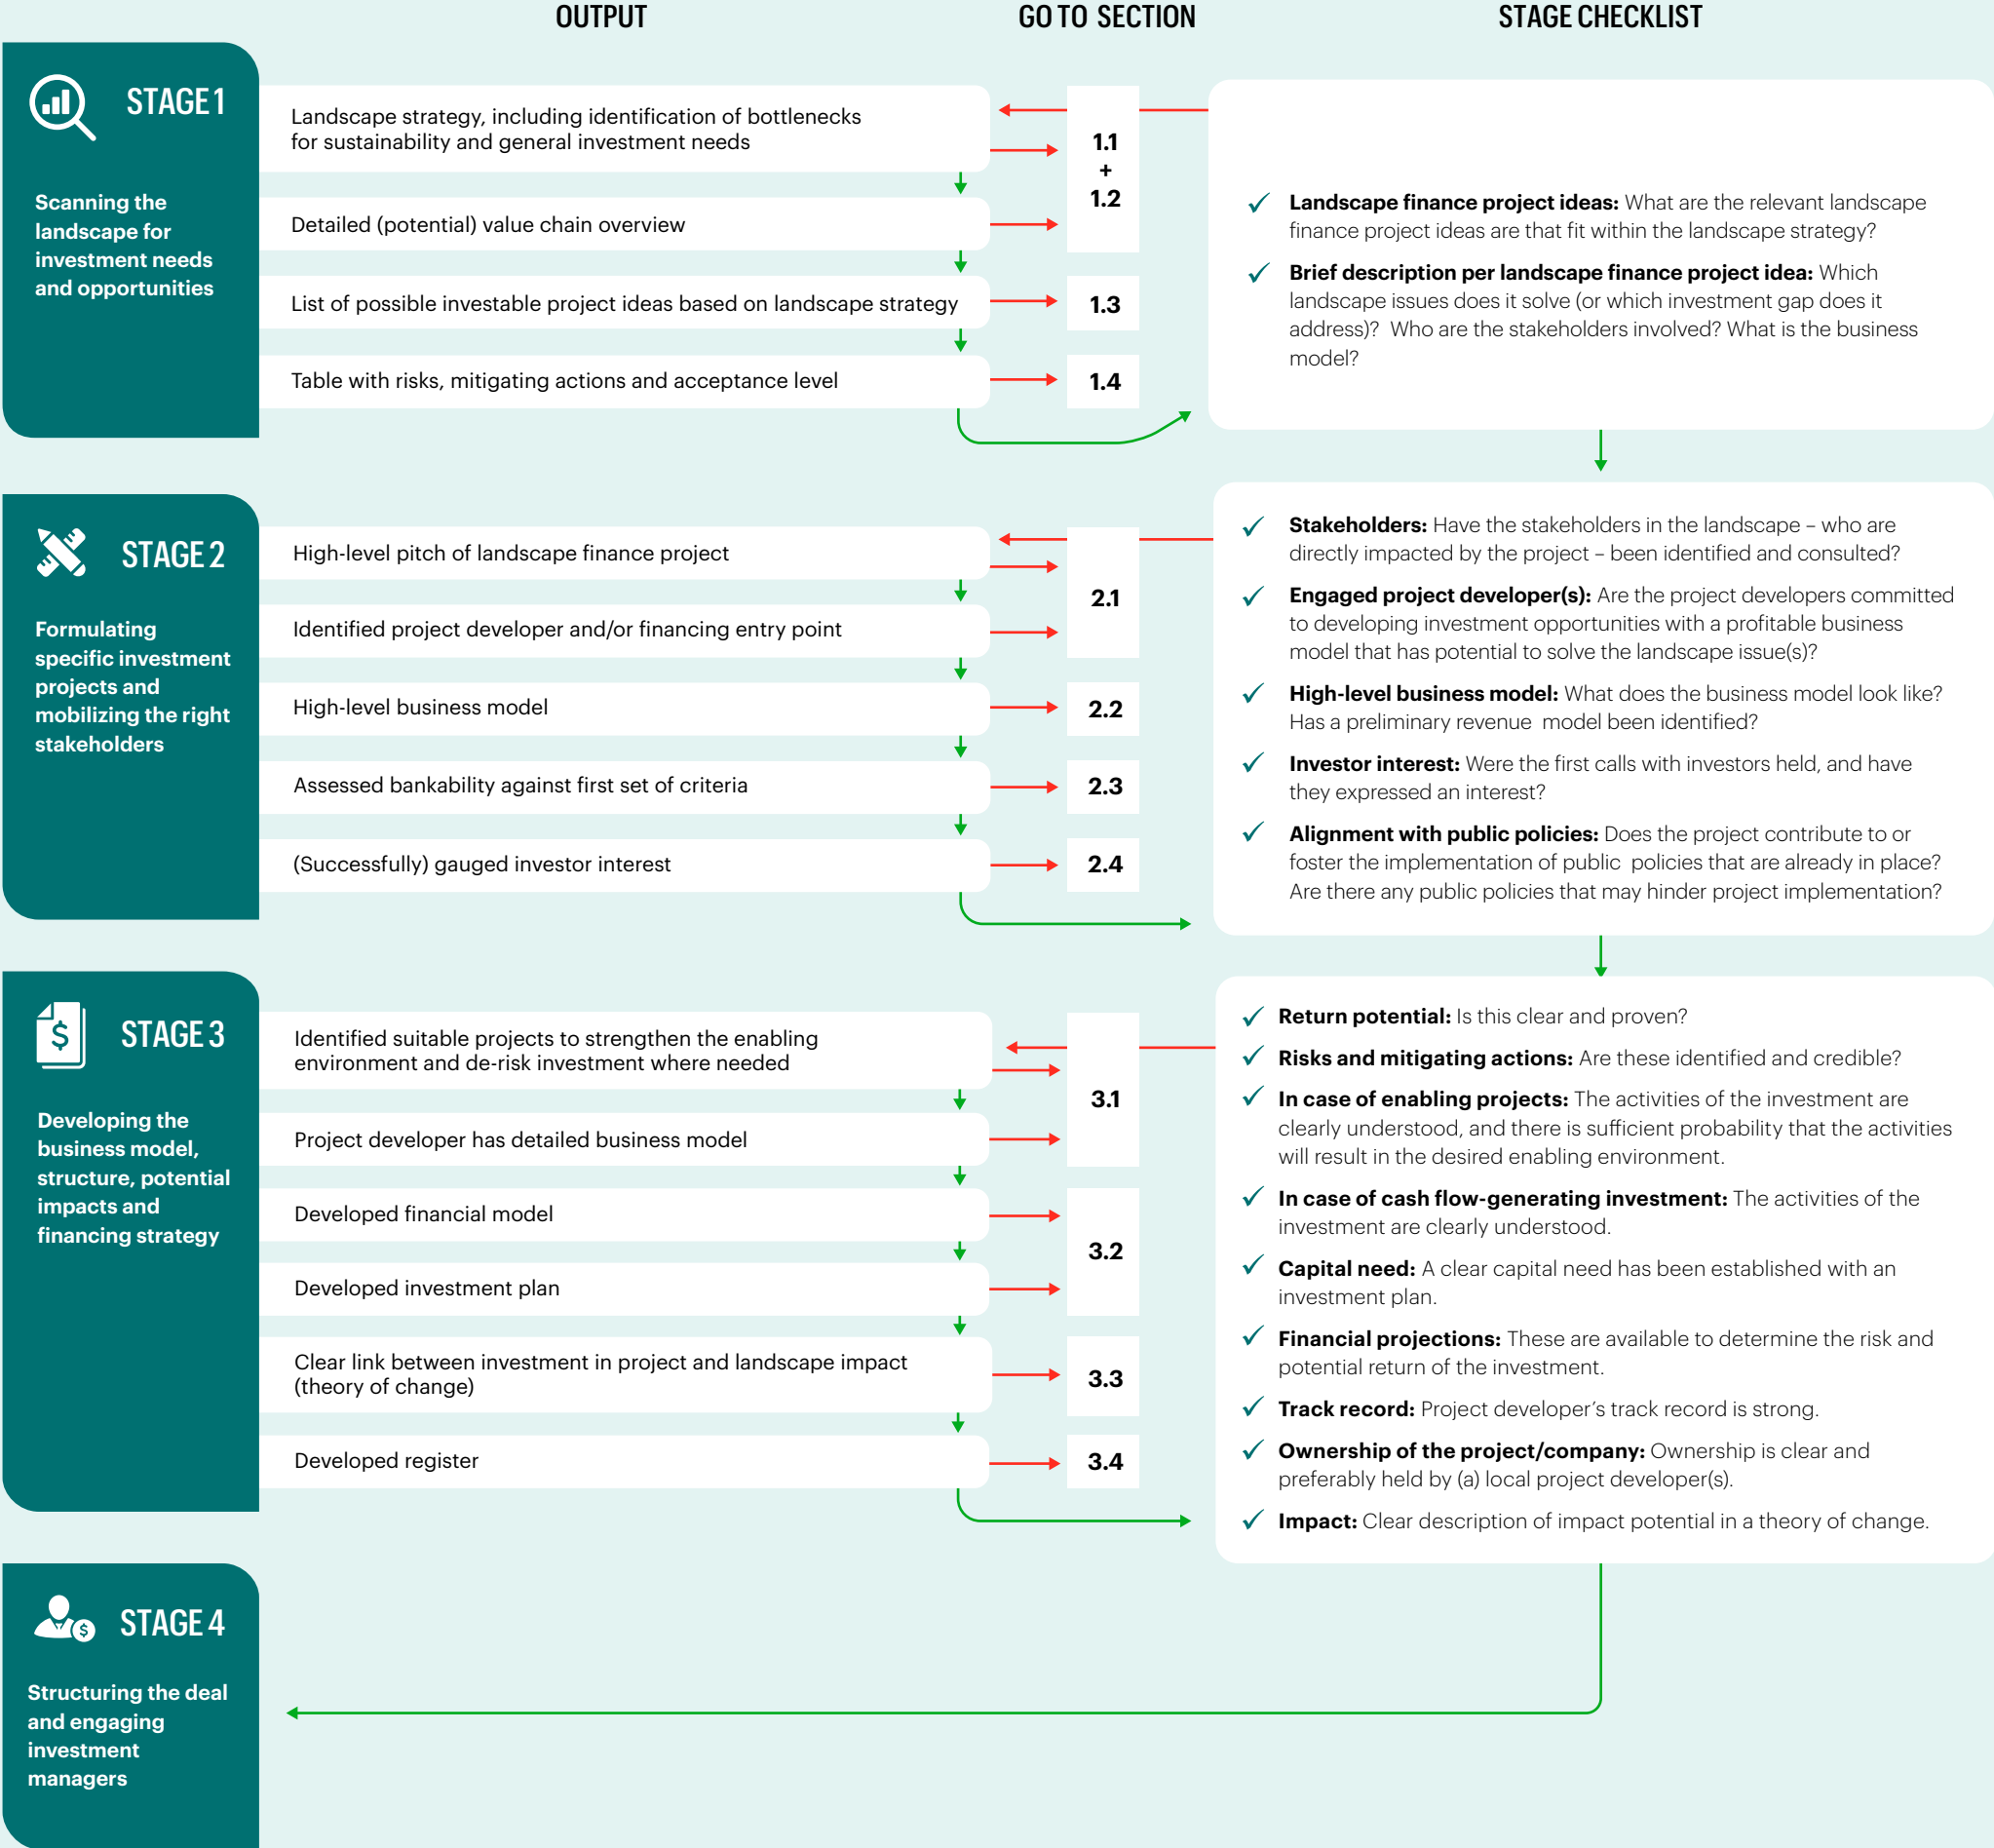 OUTPUT
GO TO SECTION
STAGE CHECKLIST
STAGE 1
Scanning the
landscape for
investment needs
and opportunities
Landscape strategy, including identification of bottlenecks
for sustainability and general investment needs
Detailed (potential) value chain overview
List of possible investable project ideas based on landscape strategy
Table with risks, mitigating actions and acceptance level
1.1
+
1.2
1.3
1.4
Landscape finance project ideas: What are the relevant landscape
finance project ideas are that fit within the landscape strategy?
Brief description per landscape finance project idea: Which
landscape issues does it solve (or which investment gap does it
address)? Who are the stakeholders involved? What is the business
model?
STAGE 2
Formulating
specific investment
projects and
mobilizing the right
stakeholders
High-level pitch of landscape finance project
Identified project developer and/or financing entry point
High-level business model
Assessed bankability against first set of criteria
(Successfully) gauged investor interest
2.1
2.2
2.3
2.4
Stakeholders: Have the stakeholders in the landscape – who are
directly impacted by the project – been identified and consulted?
Engaged project developer(s): Are the project developers committed
to developing investment opportunities with a profitable business
model that has potential to solve the landscape issue(s)?
High-level business model: What does the business model look like?
Has a preliminary revenue model been identified?
Investor interest: Were the first calls with investors held, and have
they expressed an interest?
Alignment with public policies: Does the project contribute to or
foster the implementation of public policies that are already in place?
Are there any public policies that may hinder project implementation?
STAGE 3
Developing the
business model,
structure, potential
impacts and
financing strategy
Identified suitable projects to strengthen the enabling
environment and de-risk investment where needed
Project developer has detailed business model
Developed financial model
Developed investment plan
Clear link between investment in project and landscape impact
(theory of change)
Developed register
3.1
3.2
3.3
3.4
Return potential: Is this clear and proven?
Risks and mitigating actions: Are these identified and credible?
In case of enabling projects: The activities of the investment are
clearly understood, and there is sufficient probability that the activities
will result in the desired enabling environment.
In case of cash flow-generating investment: The activities of the
investment are clearly understood.
Capital need: A clear capital need has been established with an
investment plan.
Financial projections: These are available to determine the risk and
potential return of the investment.
Track record: Project developer’s track record is strong.
Ownership of the project/company: Ownership is clear and
preferably held by (a) local project developer(s).
Impact: Clear description of impact potential in a theory of change.
STAGE 4
Structuring the deal
and engaging
investment
managers